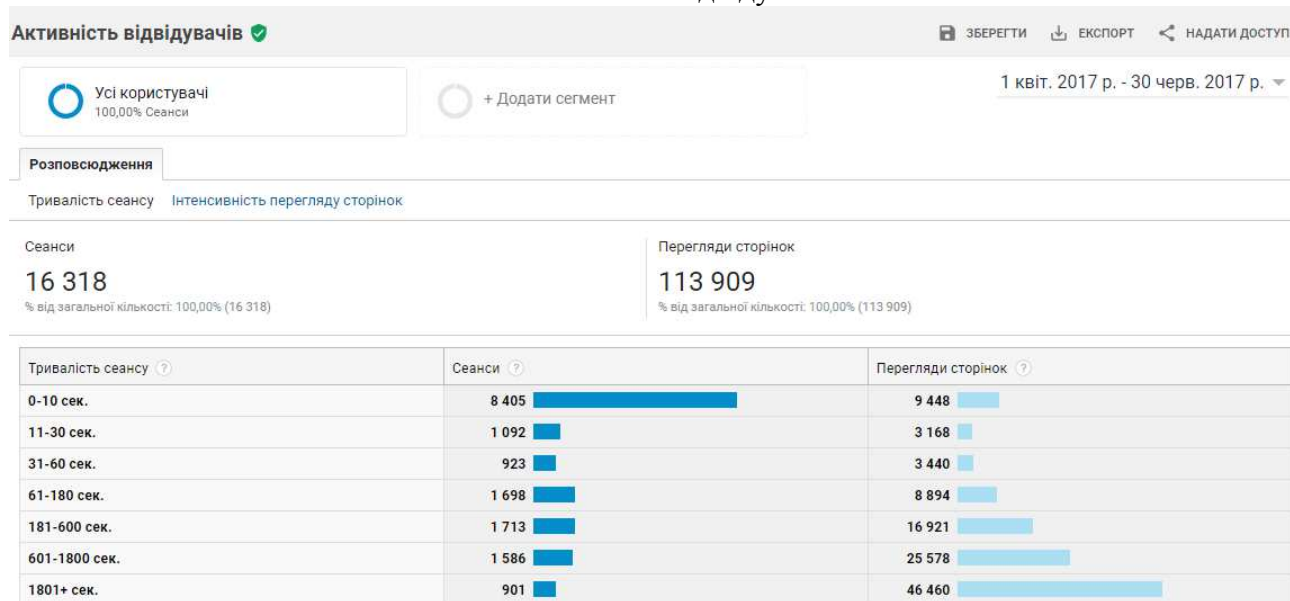 Активність відвідувачів
ЗБЕРЕГТИ ЕКСПОРТ НАДАТИ ДОСТУП
Усі користувачі
100,00% Сеанси
+ Додати сегмент
1 квіт. 2017 р. - 30 черв. 2017 р.
Розповсюдження
Тривалість сеансу Інтенсивність перегляду сторінок
Сеанси Перегляди сторінок
16 318 113 909
% від загальної кількості: 100,00% (16 318) % від загальної кількості: 100,00% (113 909)
Тривалість сеансу ? Сеанси ? Перегляди сторінок ?
0-10 сек. 8 405 9 448
11-30 сек. 1 092 3 168
31-60 сек. 923 3 440
61-180 сек. 1 698 8 894
181-600 сек. 1 713 16 921
601-1800 сек. 1 586 25 578
1801+ сек. 901 46 460